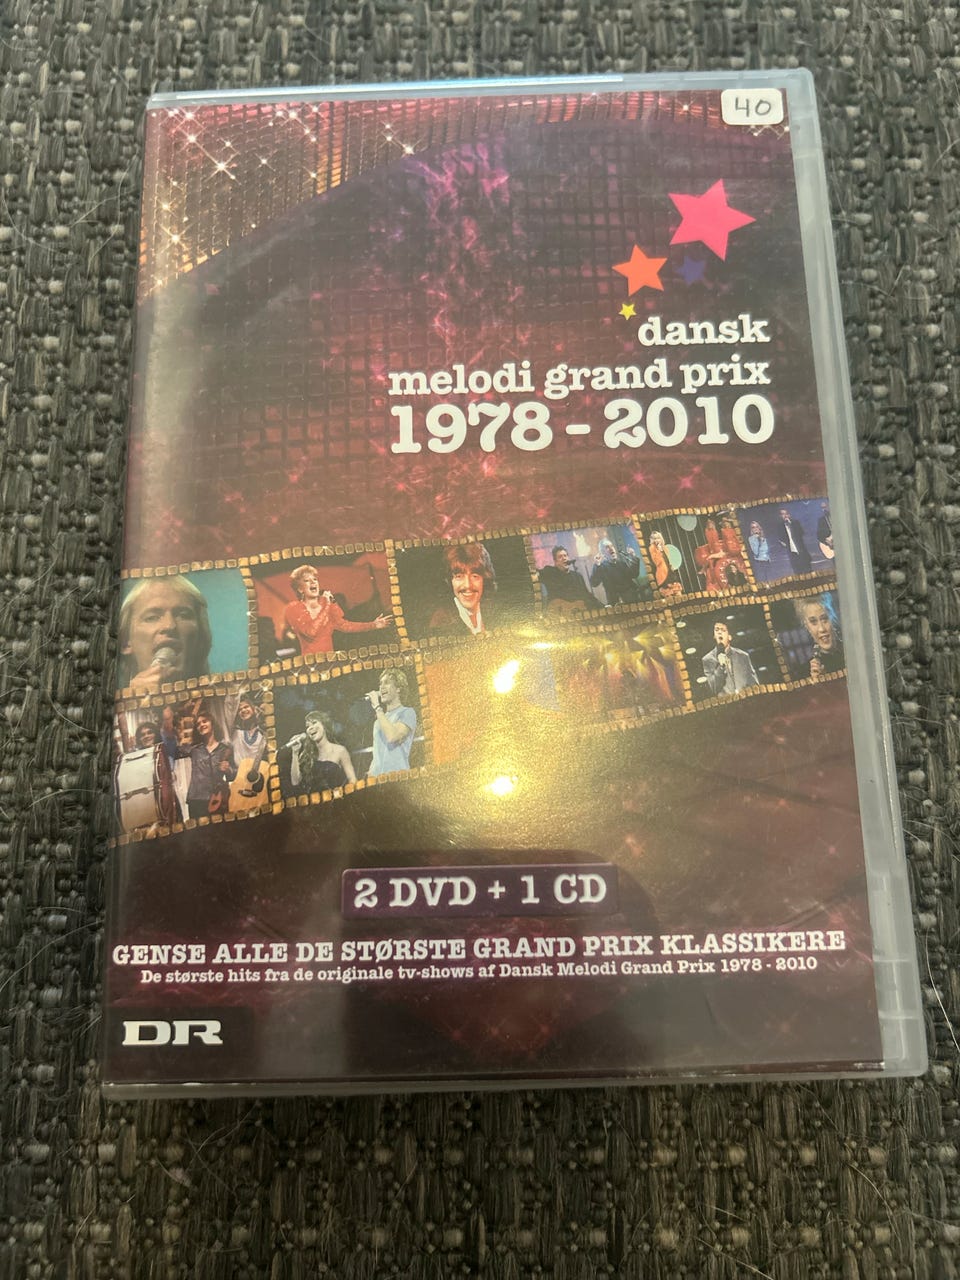 40
dansk
melodi grand prix
1978 - 2010
2 DVD + 1 CD
GENSE ALLE DE STØRSTE GRAND PRIX KLASSIKERE
De største hits fra de originale tv-shows af Dansk Melodi Grand Prix 1978 - 2010
DR